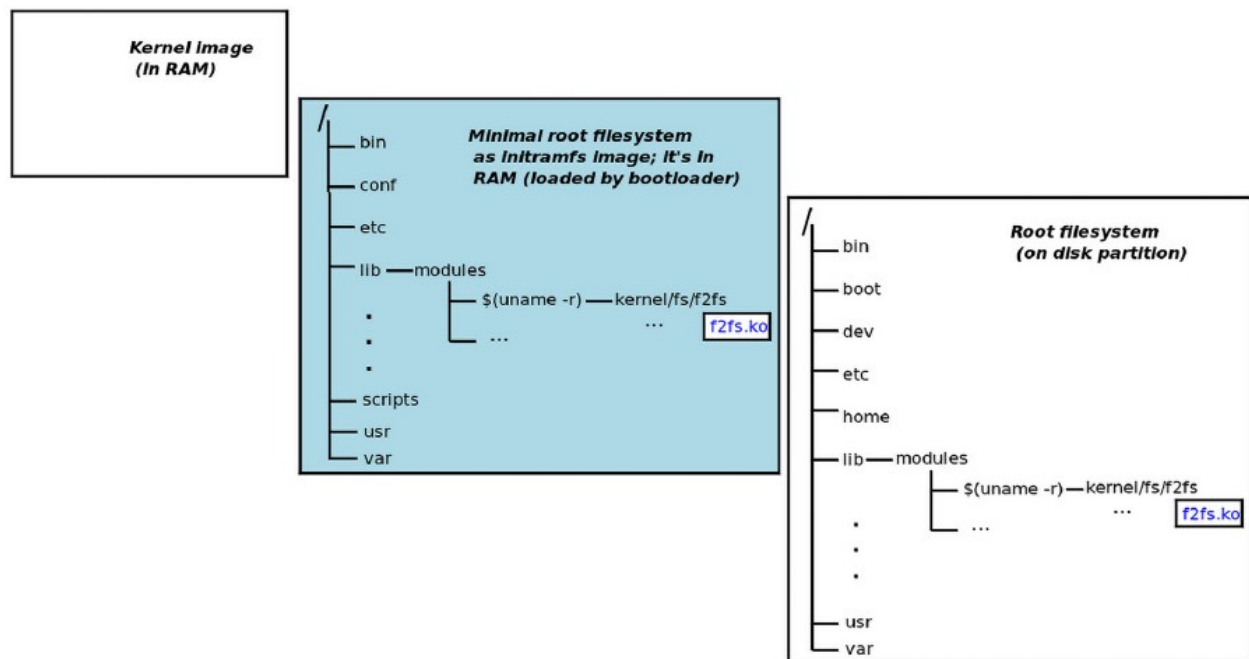 Kernel image
(in RAM)
/
bin
Minimal root filesystem
as initramfs image; it's in
RAM (loaded by bootloader)
conf
etc
lib modules
$(uname -r) kernel/fs/f2fs
...
f2fs.ko
...
.
.
.
scripts
usr
var
/
Root filesystem
(on disk partition)
bin
boot
dev
etc
home
lib modules
$(uname -r) kernel/fs/f2fs
...
f2fs.ko
...
.
.
.
usr
var